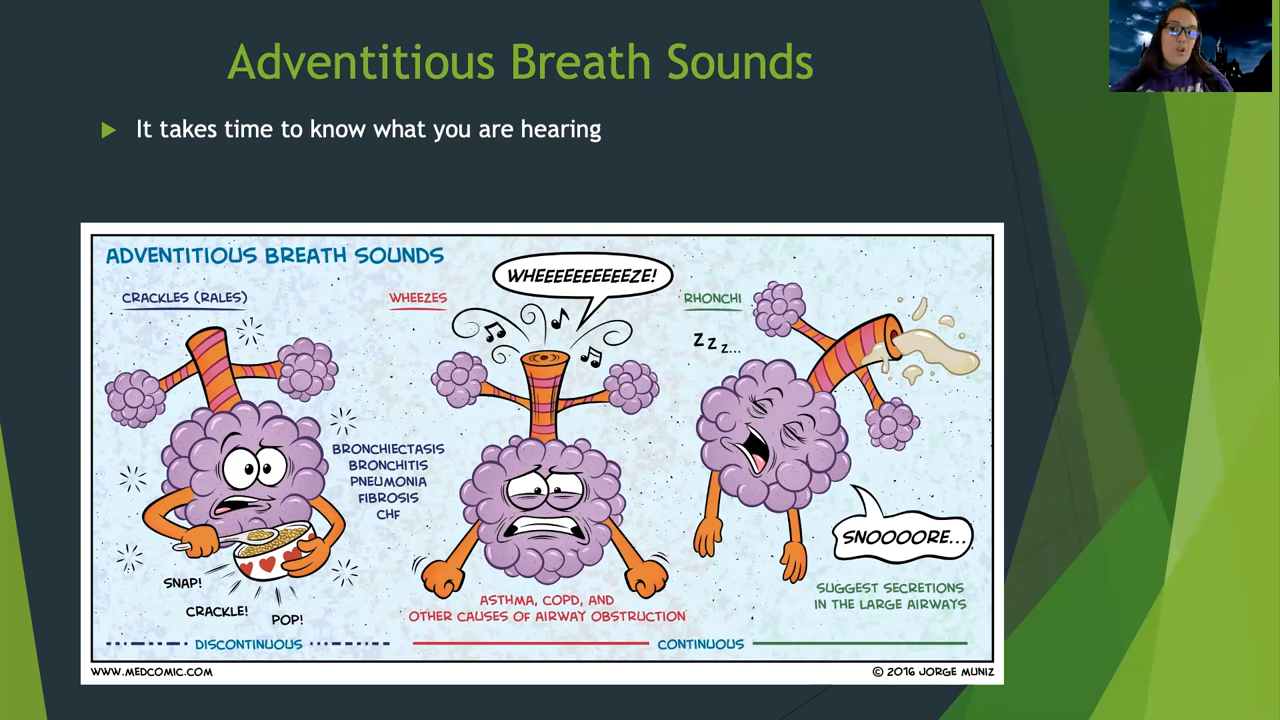 Adventitious Breath Sounds
It takes time to know what you are hearing
ADVENTITIOUS BREATH SOUNDS
CRACKLES (RALES)
SNAP!
CRACKLE!
POP!
BRONCHIECTASIS
BRONCHITIS
PNEUMONIA
FIBROSIS
CHF
DISCONTINUOUS
WHEEZES
WHEEEEEEEEEEZE!
ASTHMA, COPD, AND
OTHER CAUSES OF AIRWAY OBSTRUCTION
RHONCHI
Z Z Z...
SNOOOORE...
SUGGEST SECRETIONS
IN THE LARGE AIRWAYS
CONTINUOUS
WWW.MEDCOMIC.COM
© 2016 JORGE MUNIZ